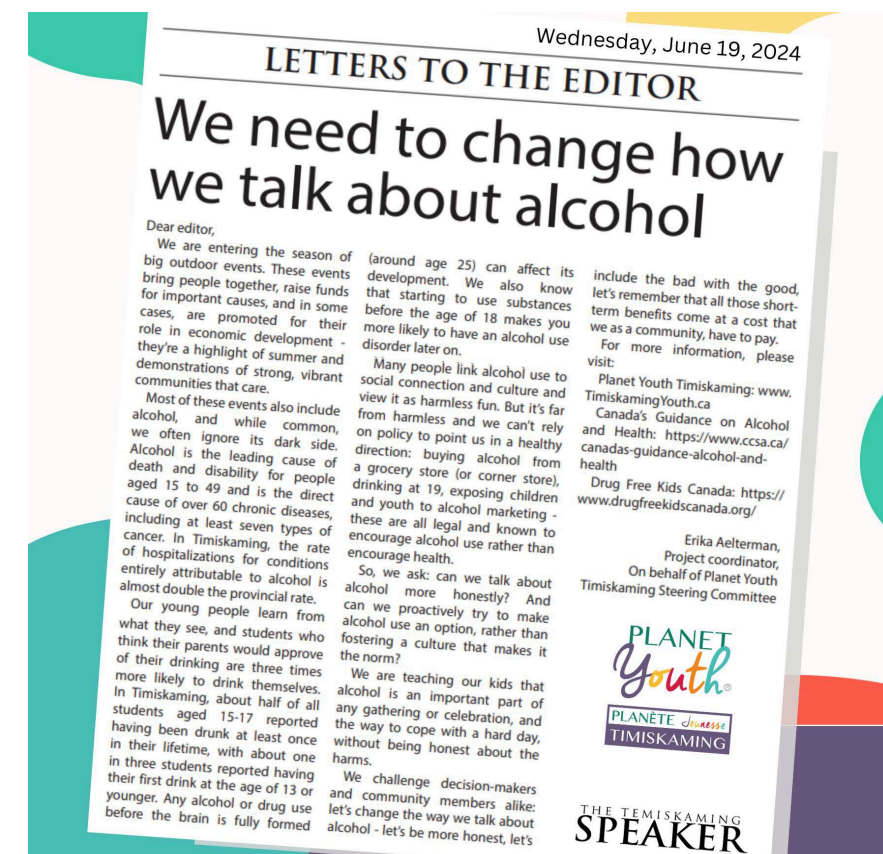 Wednesday, June 19, 2024
LETTERS TO THE EDITOR
We need to change how
we talk about alcohol
Dear editor,
We are entering the season of
big outdoor events. These events
bring people together, raise funds
for important causes, and in some
cases, are promoted for their
role in economic development -
they're a highlight of summer and
demonstrations of strong, vibrant
communities that care.
Most of these events also include
alcohol, and while common,
we often ignore its dark side.
Alcohol is the leading cause of
death and disability for people
aged 15 to 49 and is the direct
cause of over 60 chronic diseases,
including at least seven types of
cancer. In Timiskaming, the rate
of hospitalizations for conditions
entirely attributable to alcohol is
almost double the provincial rate.
Our young people learn from
what they see, and students who
think their parents would approve
of their drinking are three times
more likely to drink themselves.
In Timiskaming, about half of all
students aged 15-17 reported
having been drunk at least once
in their lifetime, with about one
in three students reported having
their first drink at the age of 13 or
younger. Any alcohol or drug use
before the brain is fully formed
(around age 25) can affect its
development. We also know
that starting to use substances
before the age of 18 makes you
more likely to have an alcohol use
disorder later on.
Many people link alcohol use to
social connection and culture and
view it as harmless fun. But it's far
from harmless and we can't rely
on policy to point us in a healthy
direction: buying alcohol from
a grocery store (or corner store),
drinking at 19, exposing children
and youth to alcohol marketing -
these are all legal and known to
encourage alcohol use rather than
encourage health.
So, we ask: can we talk about
alcohol more honestly? And
can we proactively try to make
alcohol use an option, rather than
fostering a culture that makes it
the norm?
We are teaching our kids that
alcohol is an important part of
any gathering or celebration, and
the way to cope with a hard day,
without being honest about the
harms.
We challenge decision-makers
and community members alike:
let's change the way we talk about
alcohol - let's be more honest, let's
include the bad with the good,
let's remember that all those short-
term benefits come at a cost that
we as a community, have to pay.
For more information, please
visit:
Planet Youth Timiskaming: www.
TimiskamingYouth.ca
Canada's Guidance on Alcohol
and Health: https://www.ccsa.ca/
canadas-guidance-alcohol-and-
health
Drug Free Kids Canada: https://
www.drugfreekidscanada.org/
Erika Aelterman,
Project coordinator,
On behalf of Planet Youth
Timiskaming Steering Committee
PLANET
Youth®
PLANÈTE Jeunesse
TIMISKAMING
THE TEMISKAMING
SPEAKER